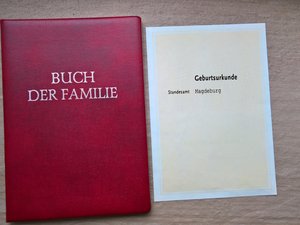 BUCH
DER FAMILIE
Geburtsurkunde
Standesamt Magdeburg